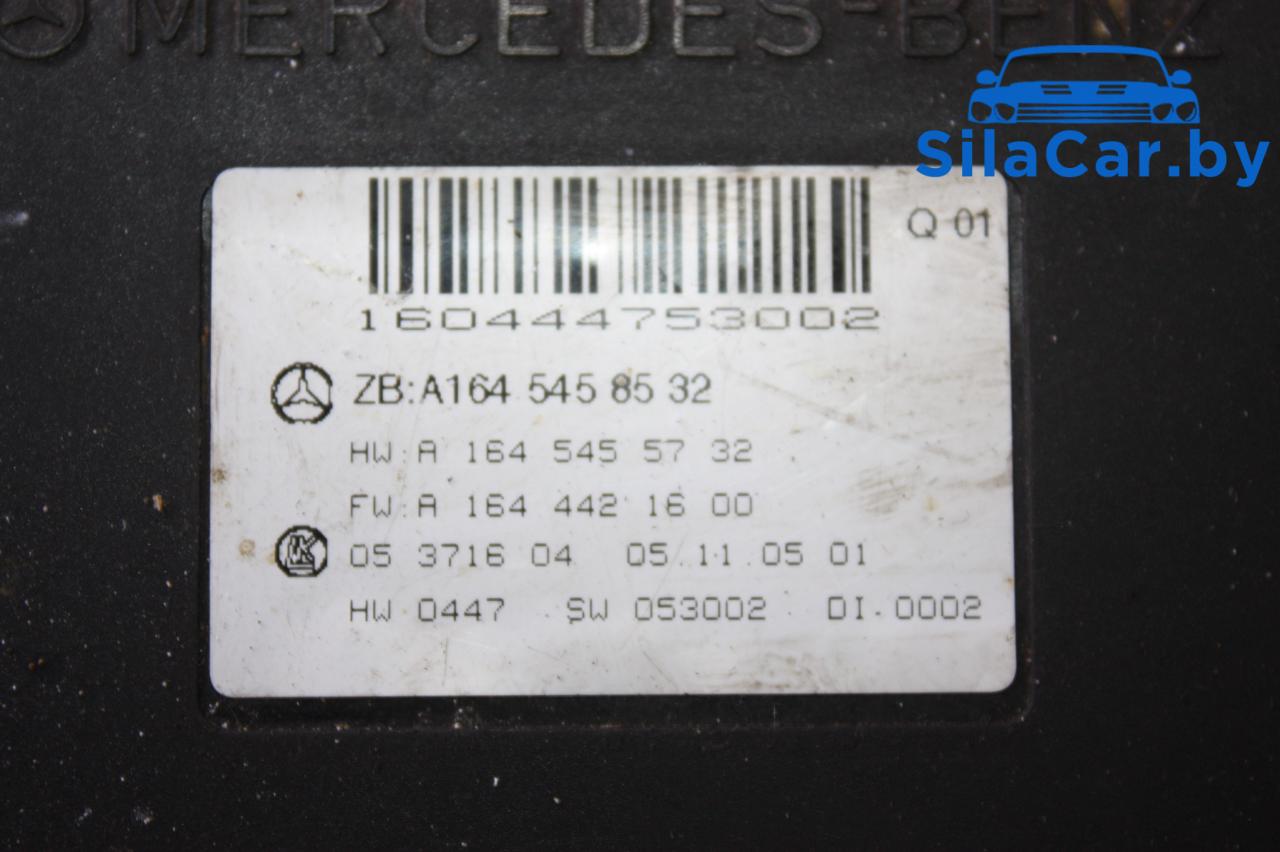 MERCEDES-BENZ
SilaCar.by
Q 01
160444753002
ZB:A164 545 85 32
HW:A 164 545 57 32
FW:A 164 442 16 00
05 3716 04 05.11.05 01
HW 0447 SW 053002 DI.0002